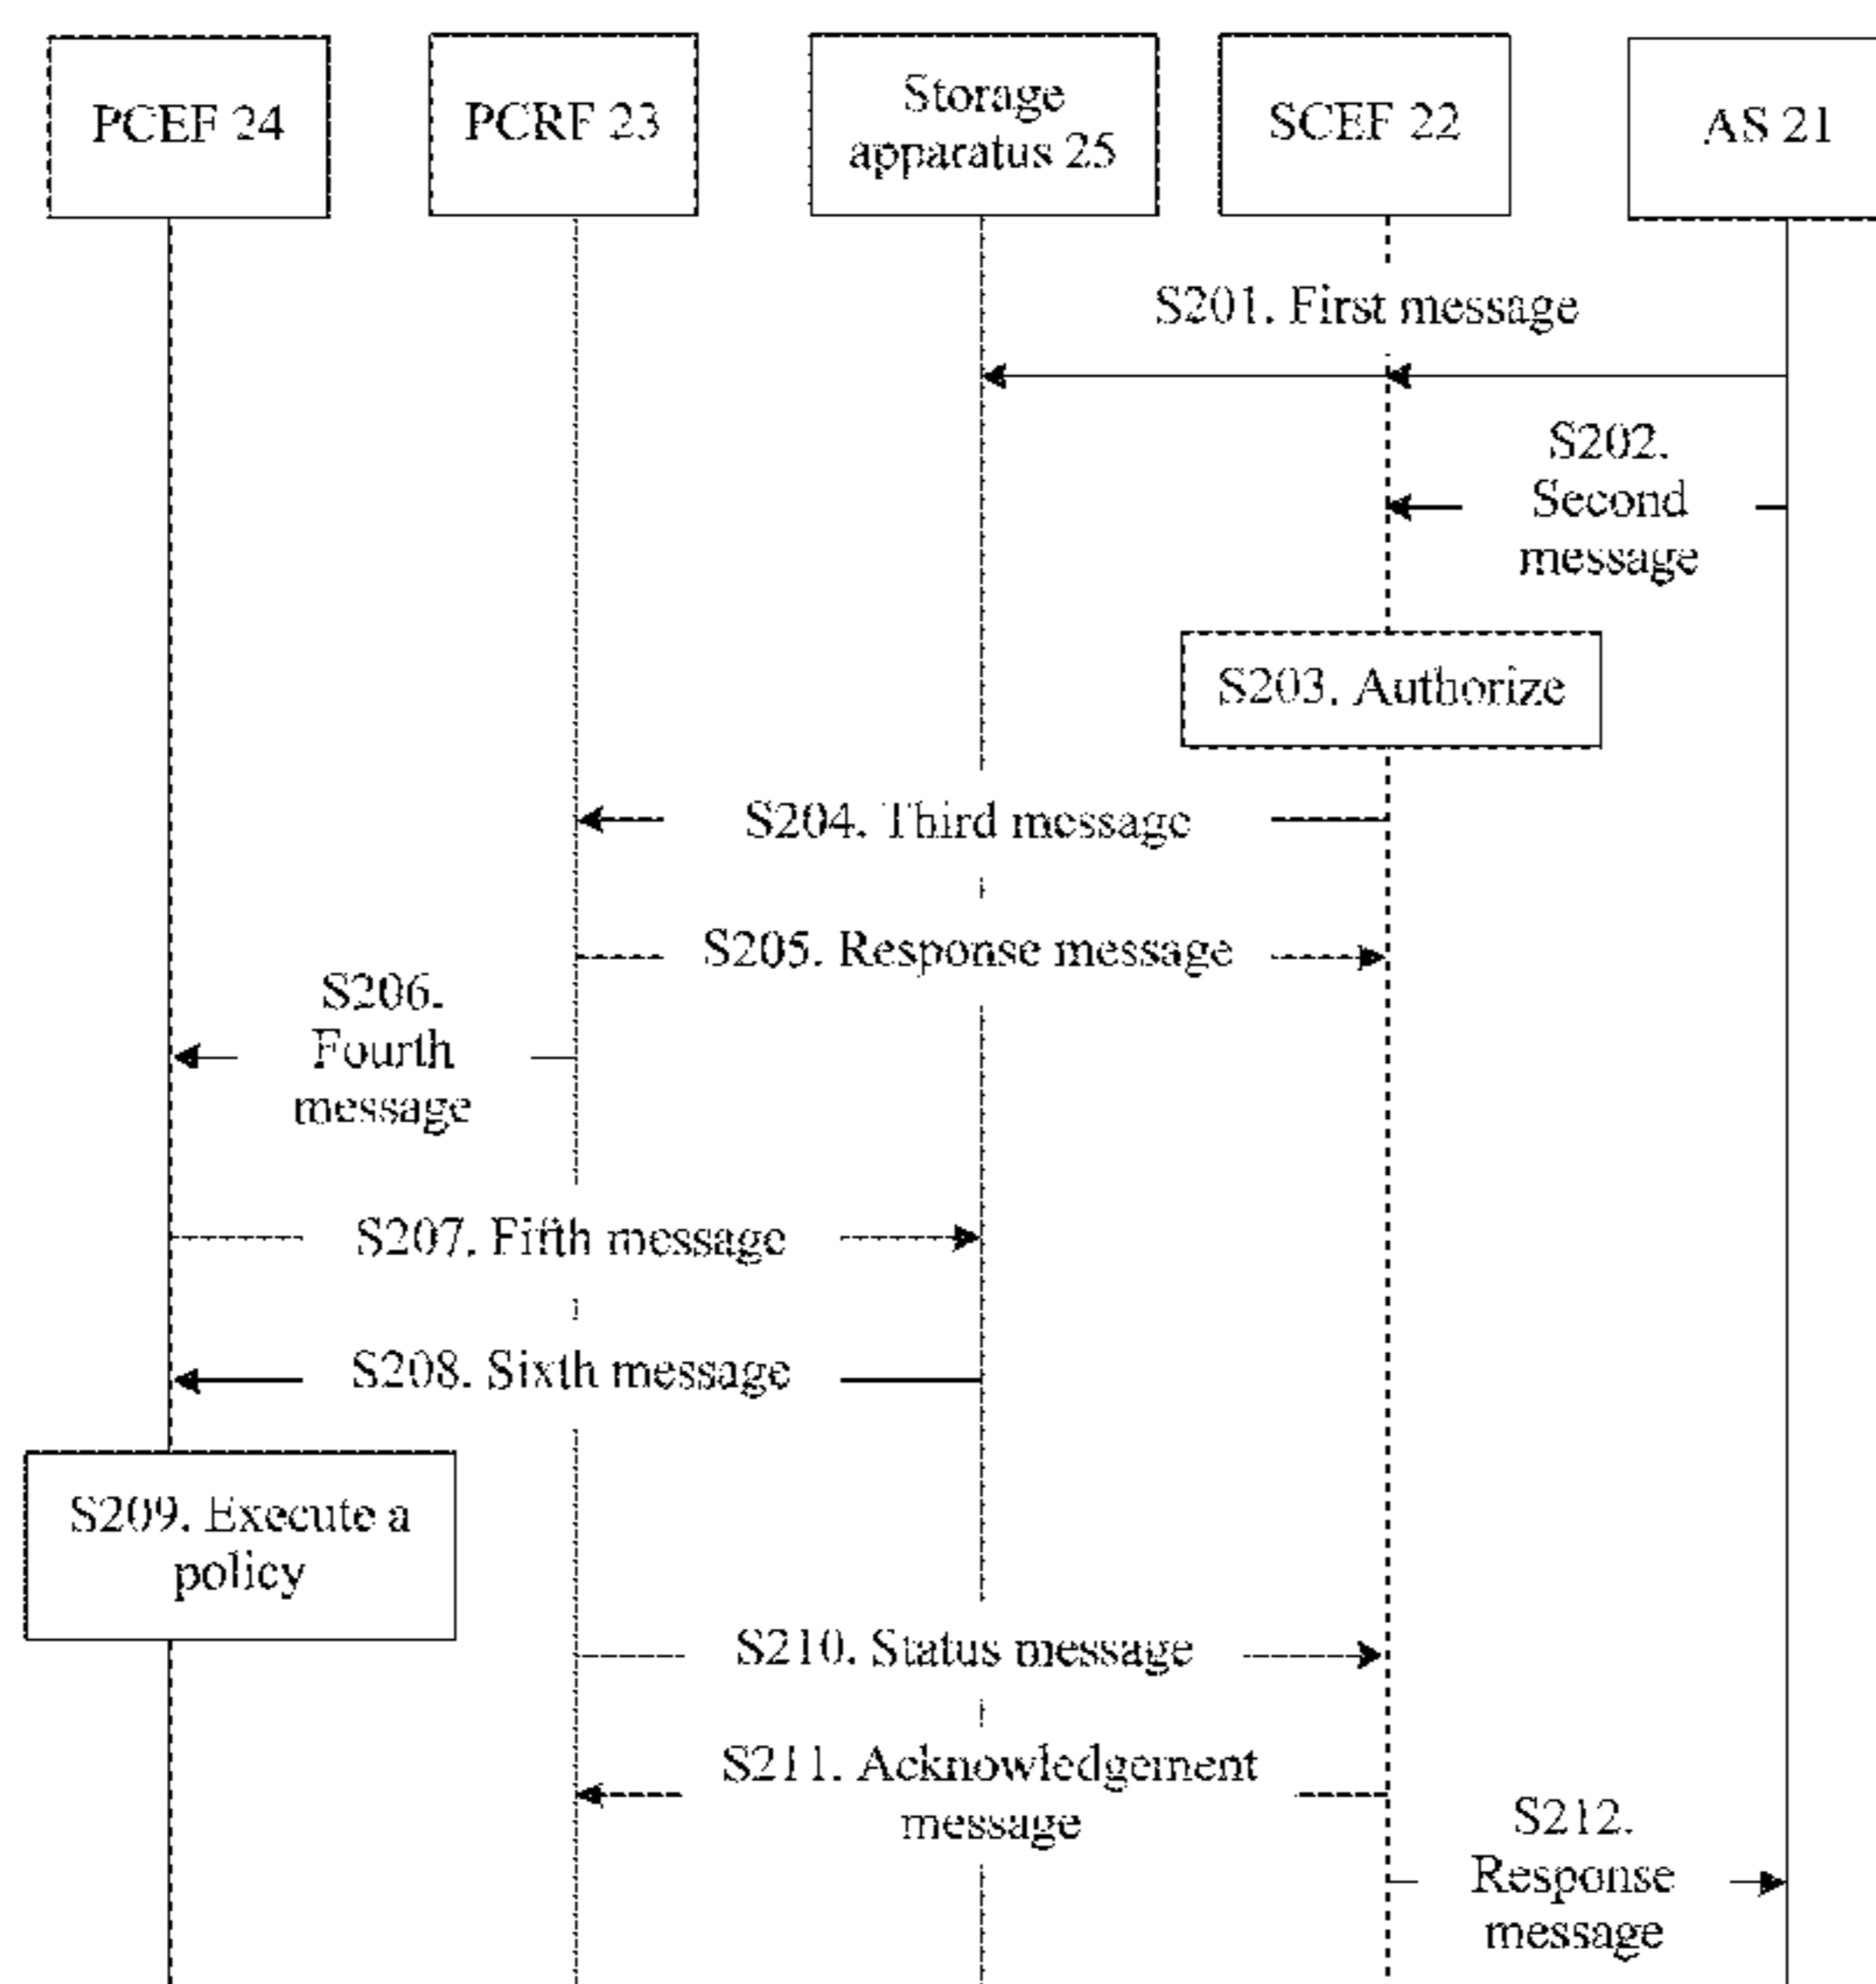 PCEF 24
PCRF 23
Storage
apparatus 25
SCEF 22
AS 21
S201. First message
S202.
Second
message
S203. Authorize
S204. Third message
S205. Response message
S206.
Fourth
message
S207. Fifth message
S208. Sixth message
S209. Execute a
policy
S210. Status message
S211. Acknowledgement
message
S212.
Response
message